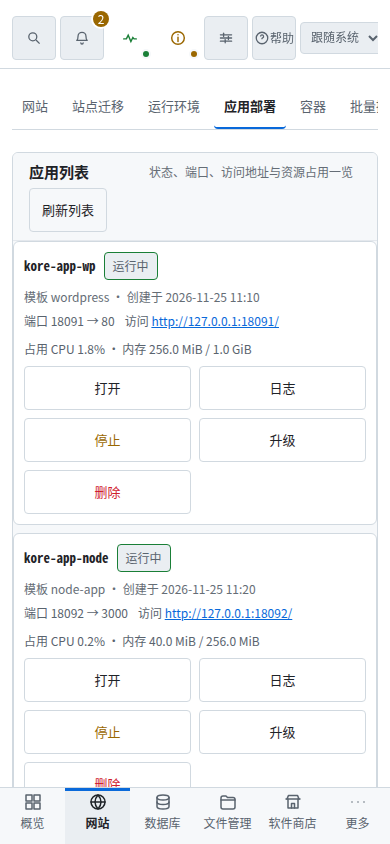 2
帮助
跟随系统
网站 站点迁移 运行环境 应用部署 容器
应用列表
状态、端口、访问地址与资源占用一览
刷新列表
kore-app-wp 运行中
模板 wordpress · 创建于 2026-11-25 11:10
端口 18091 → 80 访问 http://127.0.0.1:18091/
占用 CPU 1.8% · 内存 256.0 MiB / 1.0 GiB
打开 日志
停止 升级
删除
kore-app-node 运行中
模板 node-app · 创建于 2026-11-25 11:20
端口 18092 → 3000 访问 http://127.0.0.1:18092/
占用 CPU 0.2% · 内存 40.0 MiB / 256.0 MiB
打开 日志
停止 升级
删除
概览 网站 数据库 文件管理 软件商店 更多